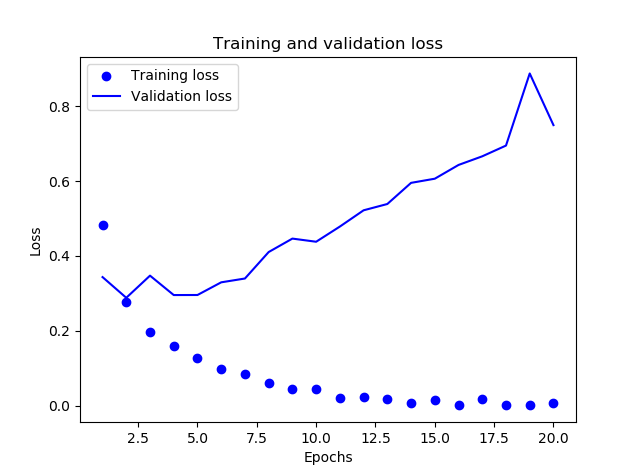 Training and validation loss
Training loss
Validation loss
Loss
0.8
0.6
0.4
0.2
0.0
2.5 5.0 7.5 10.0 12.5 15.0 17.5 20.0
Epochs